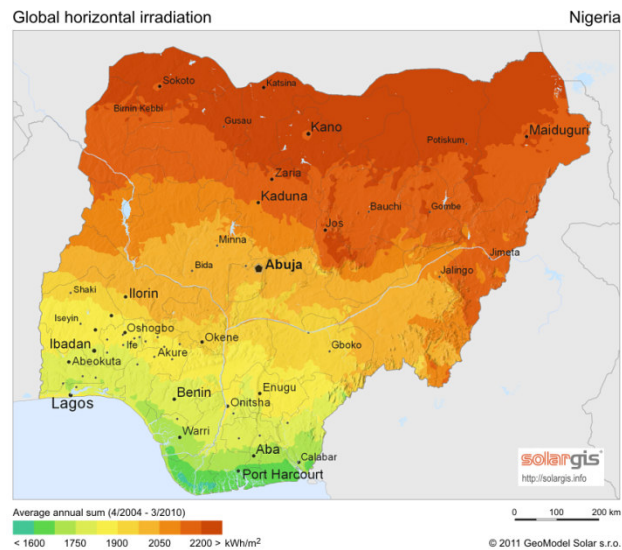 Global horizontal irradiation Nigeria
Sokoto
Katsina
Birnin Kebbi
Gusau
Kano
Potiskum
Maiduguri
Zaria
Kaduna
Bauchi
Gombe
Jos
Minna
Bida
Abuja
Jimeta
Jalingo
Shaki
Ilorin
Iseyin
Oshogbo
Ibadan
Ife
Okene
Akure
Gboko
Abeokuta
Lagos
Benin
Enugu
Onitsha
Warri
Aba
Calabar
Port Harcourt
solargis
http://solargis.info
Average annual sum (4/2004 - 3/2010)
0 100 200 km
< 1600 1750 1900 2050 2200 > kWh/m²
© 2011 GeoModel Solar s.r.o.